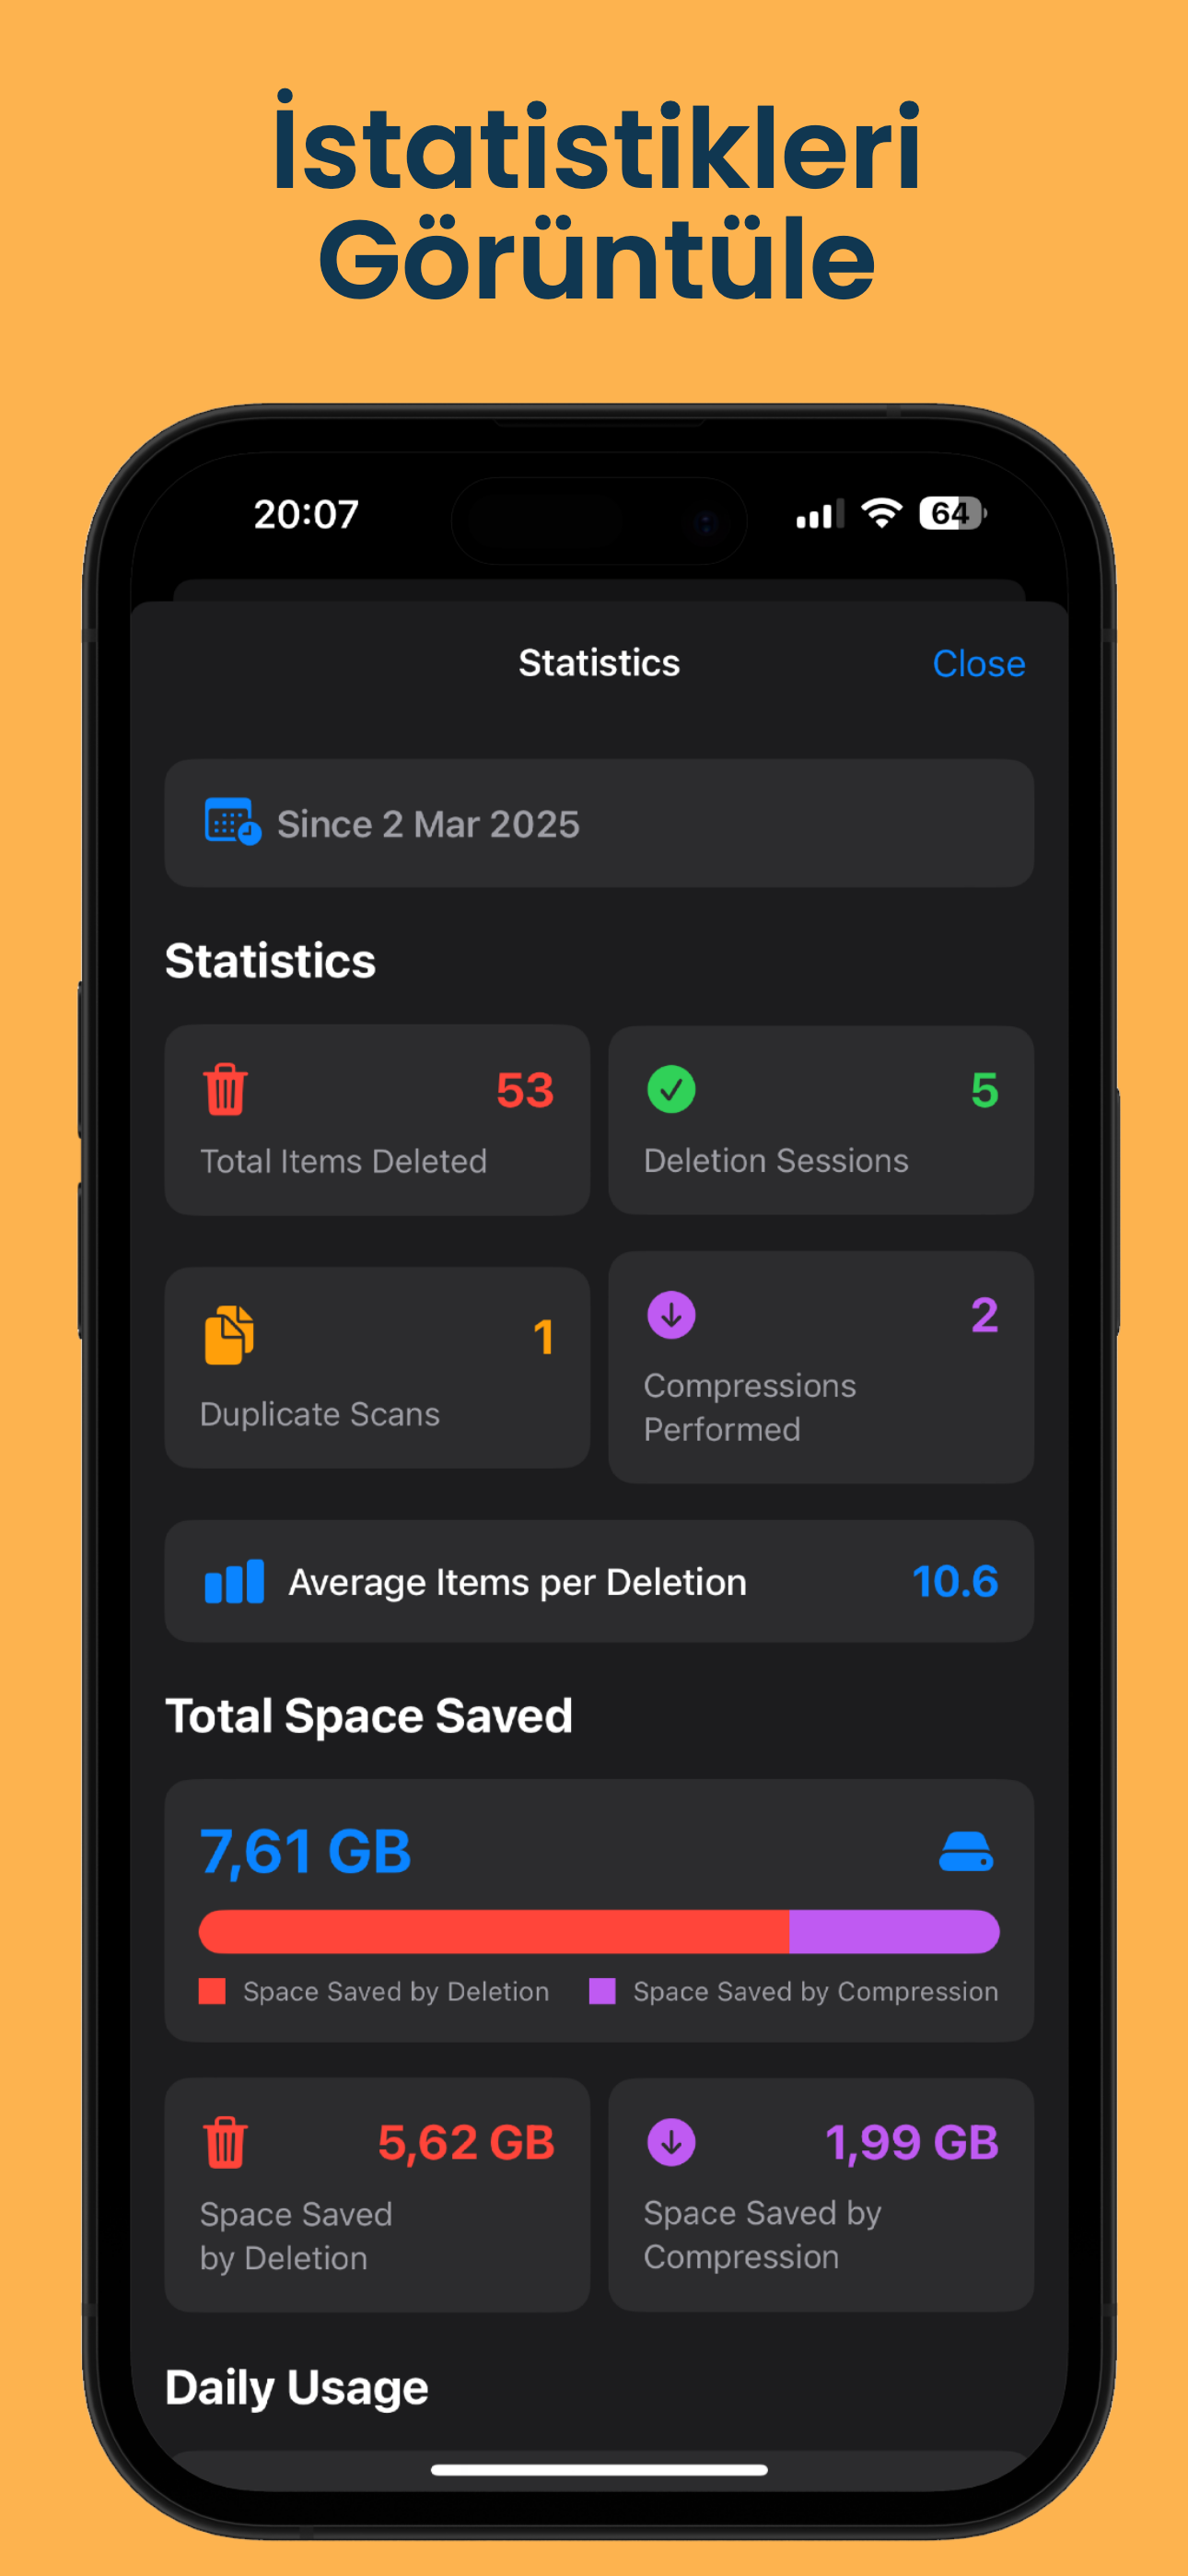 İstatistikleri
Görüntüle
20:07
64
Statistics
Close
Since 2 Mar 2025
Statistics
53
Total Items Deleted
5
Deletion Sessions
1
Duplicate Scans
2
Compressions
Performed
Average Items per Deletion
10.6
Total Space Saved
7,61 GB
Space Saved by Deletion
Space Saved by Compression
5,62 GB
Space Saved
by Deletion
1,99 GB
Space Saved by
Compression
Daily Usage